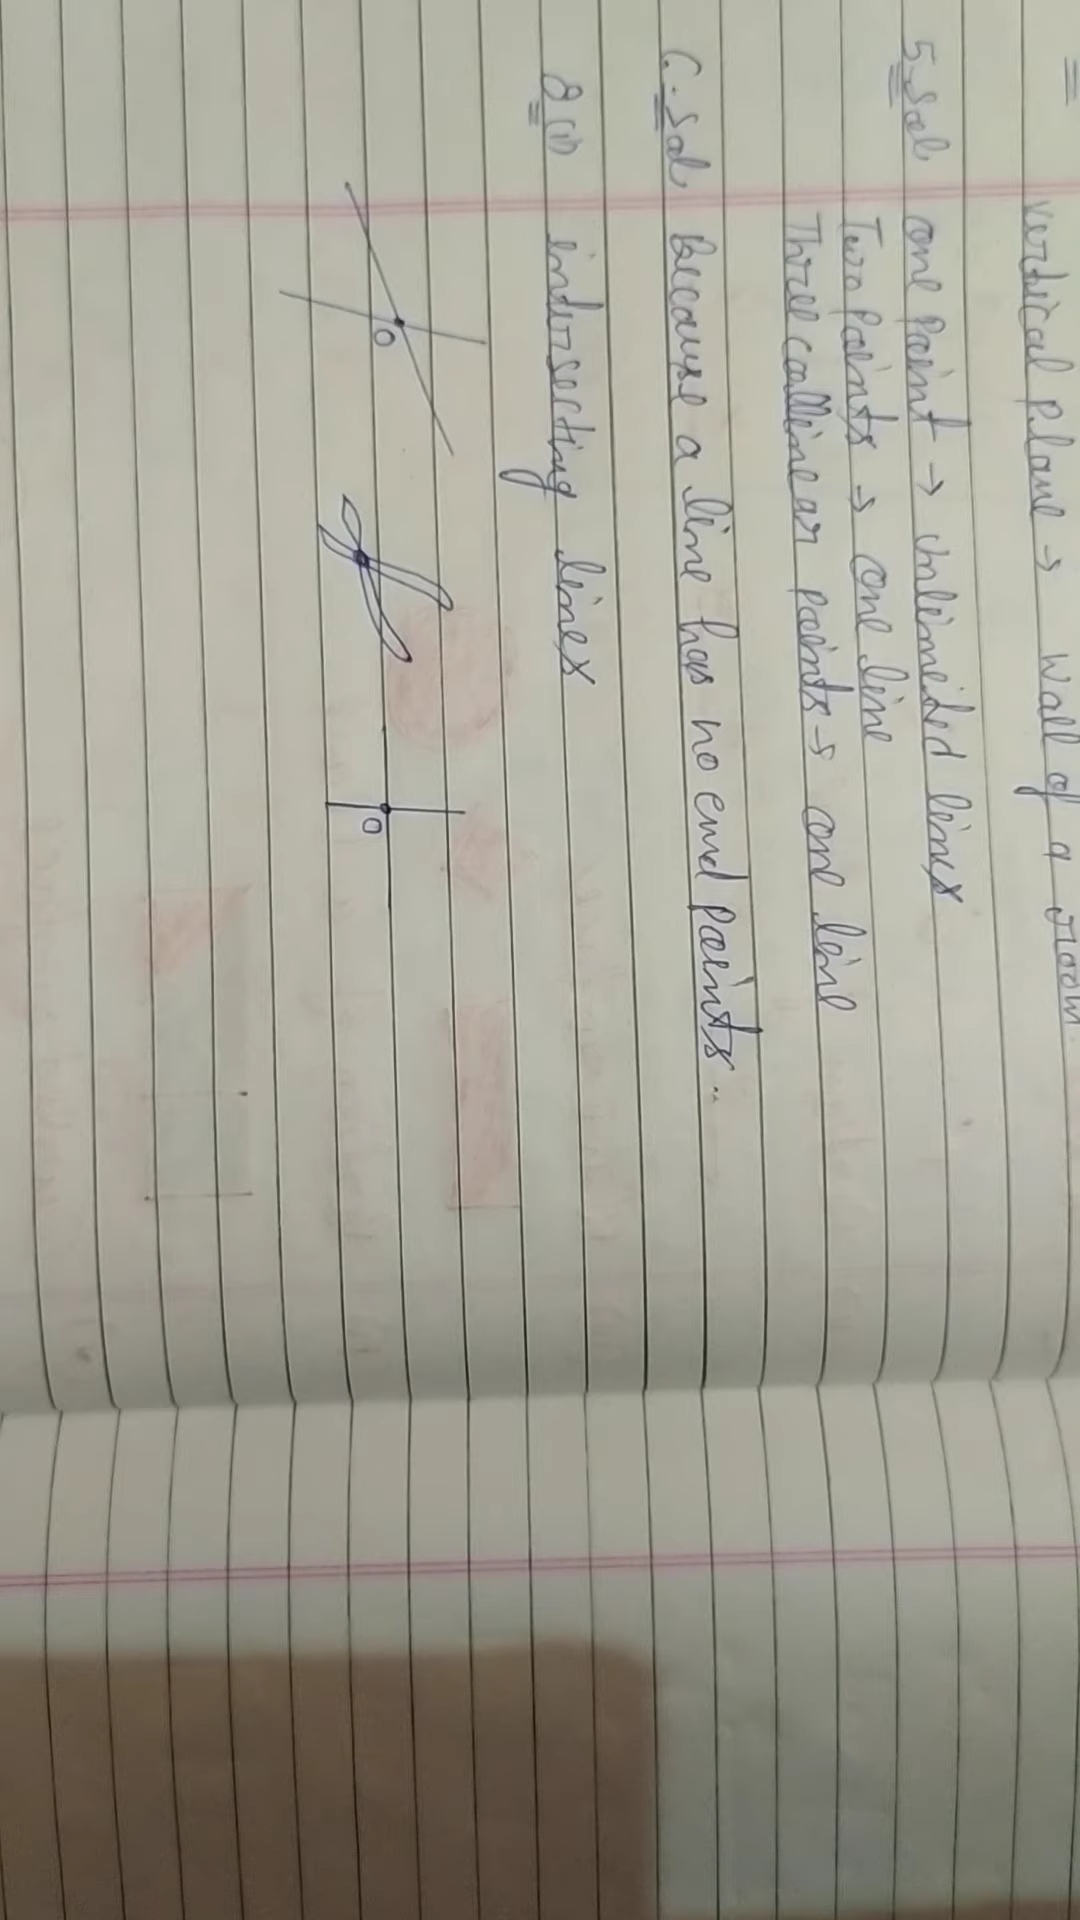 vertical Plane → Wall of a room.
5. Sol one Point → Unlimited lines
Two Points → one line
Three collinear points → one line
6. Sol Because a line has no end Points..
8 (i) intersecting lines
O
O